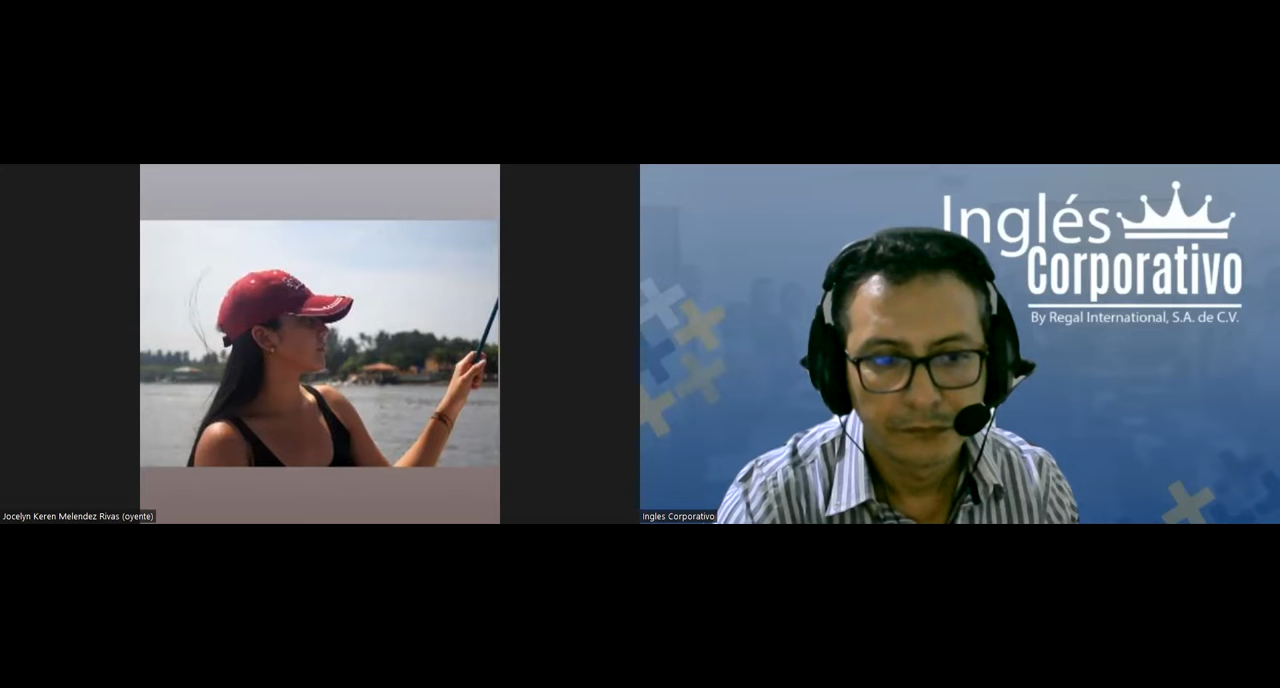 Inglés
Corporativo
By Regal International, S.A. de C.V.
Jocelyn Keren Melendez Rivas (oyente)
Ingles Corporativo